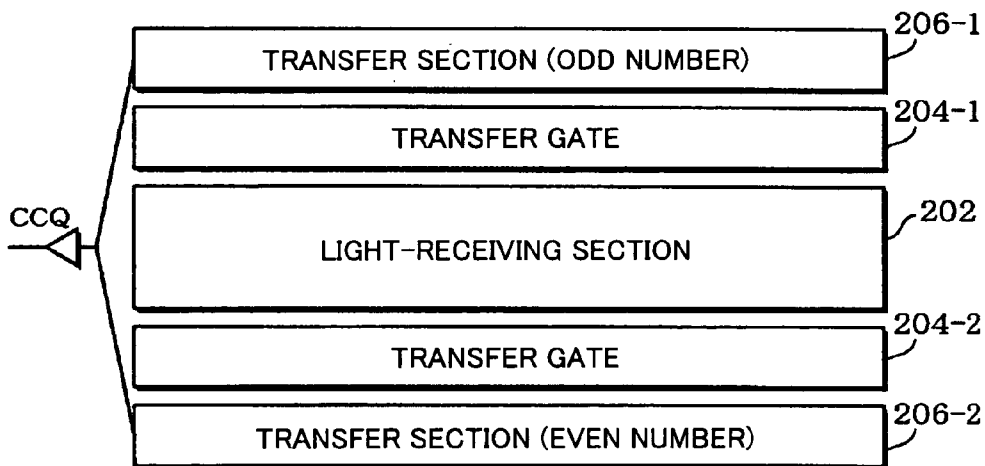 206-1
TRANSFER SECTION (ODD NUMBER)
204-1
TRANSFER GATE
CCQ
202
LIGHT-RECEIVING SECTION
204-2
TRANSFER GATE
206-2
TRANSFER SECTION (EVEN NUMBER)